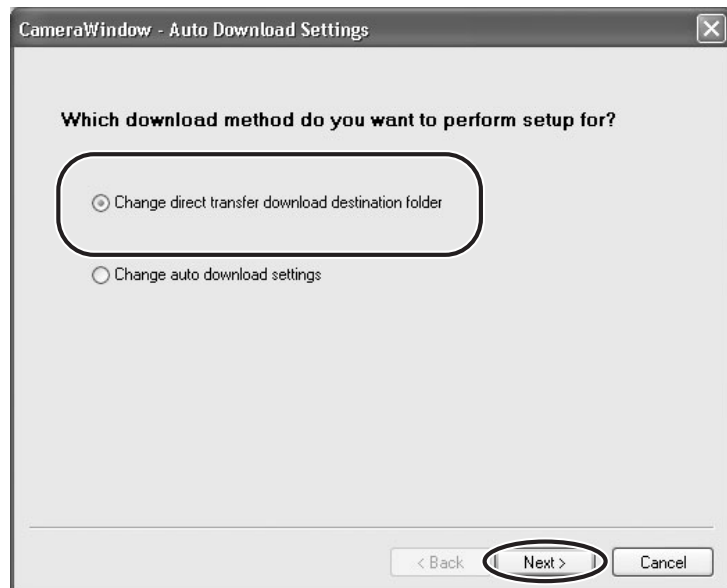 CameraWindow - Auto Download Settings
Which download method do you want to perform setup for?
Change direct transfer download destination folder
Change auto download settings
< Back Next > Cancel